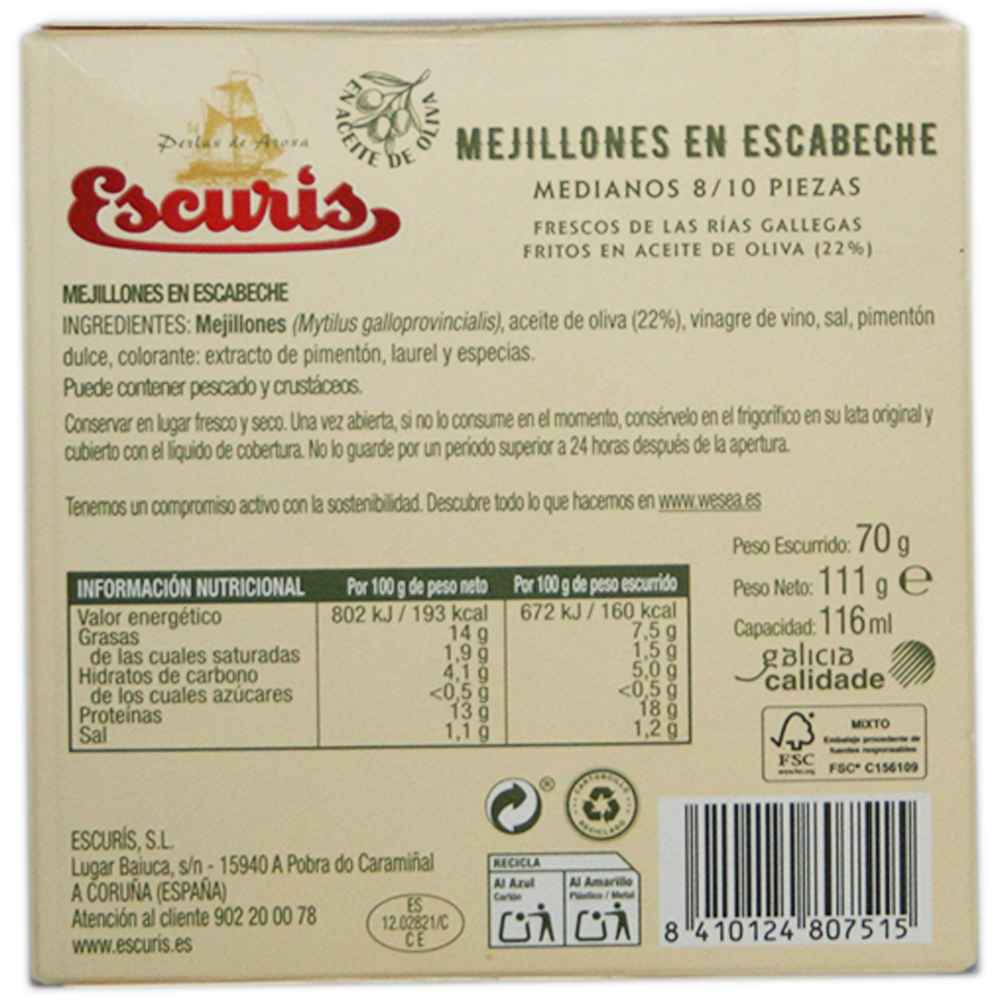 Perlas de Arosa
Escuris
EN ACEITE DE OLIVA
MEJILLONES EN ESCABECHE
MEDIANOS 8/10 PIEZAS
FRESCOS DE LAS RÍAS GALLEGAS
FRITOS EN ACEITE DE OLIVA (22%)
MEJILLONES EN ESCABECHE
INGREDIENTES: Mejillones (Mytilus galloprovincialis), aceite de oliva (22%), vinagre de vino, sal, pimentón
dulce, colorante: extracto de pimentón, laurel y especias.
Puede contener pescado y crustáceos.
Conservar en lugar fresco y seco. Una vez abierta, si no lo consume en el momento, consérvelo en el frigorífico en su lata original y
cubierto con el líquido de cobertura. No lo guarde por un período superior a 24 horas después de la apertura.
Tenemos un compromiso activo con la sostenibilidad. Descubre todo lo que hacemos en www.wesea.es
Peso Escurrido: 70 g
Peso Neto: 111 g e
Capacidad: 116 ml
galicia
calidade
INFORMACIÓN NUTRICIONAL Por 100 g de peso neto Por 100 g de peso escurrido
Valor energético 802 kJ / 193 kcal 672 kJ / 160 kcal
Grasas 14 g 7,5 g
de las cuales saturadas 1,9 g 1,5 g
Hidratos de carbono 4,1 g 5,0 g
de los cuales azúcares <0,5 g <0,5 g
Proteínas 13 g 18 g
Sal 1,1 g 1,2 g
FSC
www.fsc.org
MIXTO
Embalaje procedente de
fuentes responsables
FSC® C156109
CARTONCILLO
RECICLADO
ESCURÍS, S.L.
Lugar Bajuca, s/n - 15940 A Pobra do Caramiñal
A CORUÑA (ESPAÑA)
Atención al cliente 902 20 00 78
www.escuris.es
ES
12.02821/C
CE
RECICLA
Al Azul
Cartón
Al Amarillo
Plástico / Metal
8 410124 807515